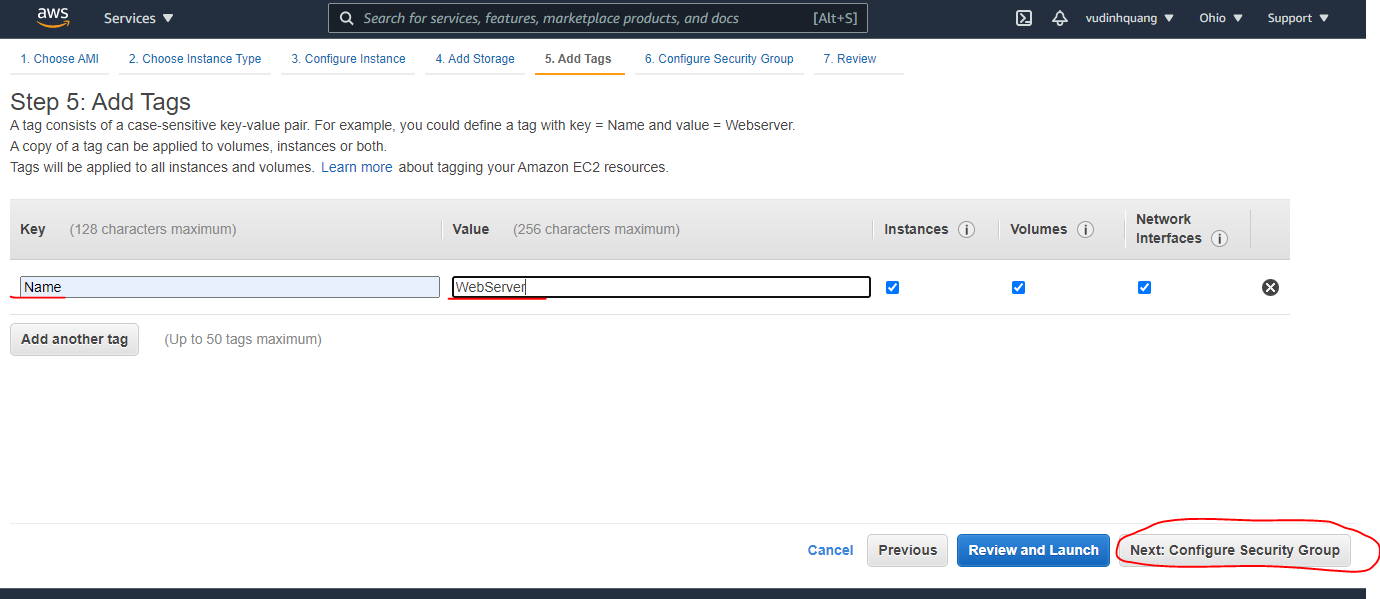 aws Services Search for services, features, marketplace products, and docs [Alt+S] vudinhquang Ohio Support
1. Choose AMI 2. Choose Instance Type 3. Configure Instance 4. Add Storage 5. Add Tags 6. Configure Security Group 7. Review
Step 5: Add Tags
A tag consists of a case-sensitive key-value pair. For example, you could define a tag with key = Name and value = Webserver.
A copy of a tag can be applied to volumes, instances or both.
Tags will be applied to all instances and volumes. Learn more about tagging your Amazon EC2 resources.
Key (128 characters maximum) Value (256 characters maximum) Instances i Volumes i Network Interfaces i
Name WebServer
Add another tag (Up to 50 tags maximum)
Cancel Previous Review and Launch Next: Configure Security Group